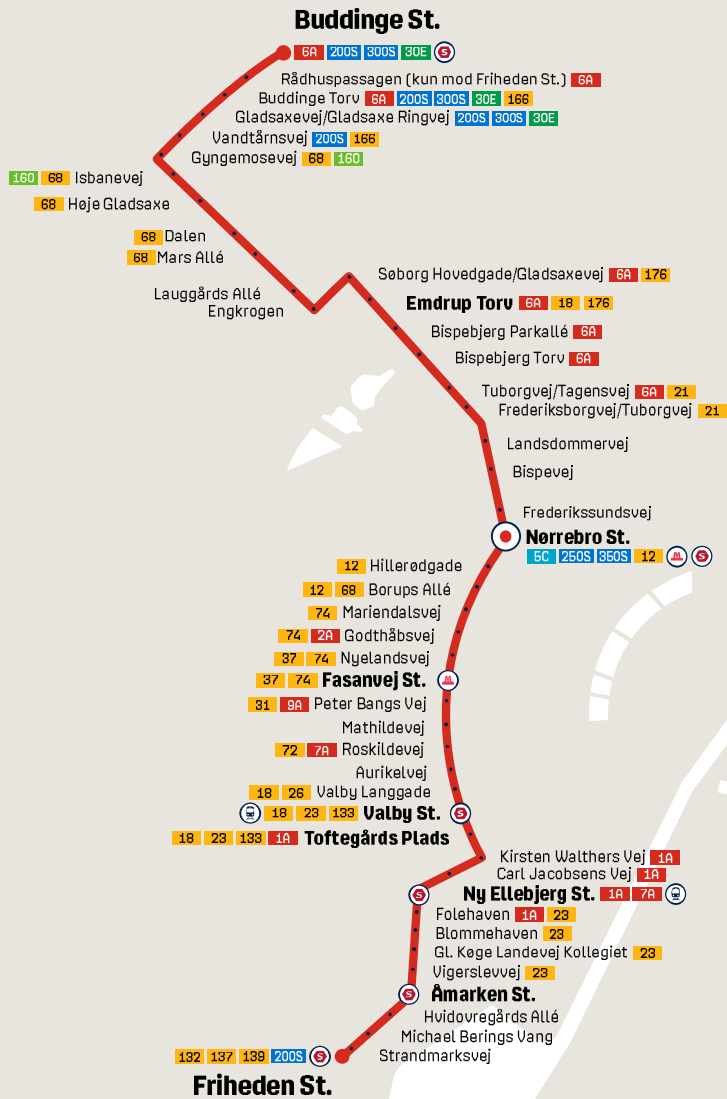 Buddinge St.
6A 200S 300S 30E S
Rådhuspassagen (kun mod Friheden St.) 6A
Buddinge Torv 6A 200S 300S 30E 166
Gladsaxevej/Gladsaxe Ringvej 200S 300S 30E
Vandtårnsvej 200S 166
Gyngemosevej 68 160
160 68 Isbanevej
68 Høje Gladsaxe
68 Dalen
68 Mars Allé
Søborg Hovedgade/Gladsaxevej 6A 176
Lauggårds Allé
Engkrogen
Emdrup Torv 6A 18 176
Bispebjerg Parkallé 6A
Bispebjerg Torv 6A
Tuborgvej/Tagensvej 6A 21
Frederiksborgvej/Tuborgvej 21
Landsdommervej
Bispevej
Frederikssundsvej
Nørrebro St.
5C 250S 350S 12 M S
12 Hillerødgade
12 68 Borups Allé
74 Mariendalsvej
74 2A Godthåbsvej
37 74 Nyelandsvej
37 74 Fasanvej St. M
31 9A Peter Bangs Vej
Mathildevej
72 7A Roskildevej
Aurikelvej
18 26 Valby Langgade
18 23 133 Valby St. S
18 23 133 1A Toftegårds Plads
Kirsten Walthers Vej 1A
Carl Jacobsens Vej 1A
S Ny Ellebjerg St. 1A 7A
Folehaven 1A 23
Blommehaven 23
Gl. Køge Landevej Kollegiet 23
Vigerslevvej 23
S Åmarken St.
Hvidovregårds Allé
Michael Berings Vang
Strandmarksvej
132 137 139 200S S
Friheden St.